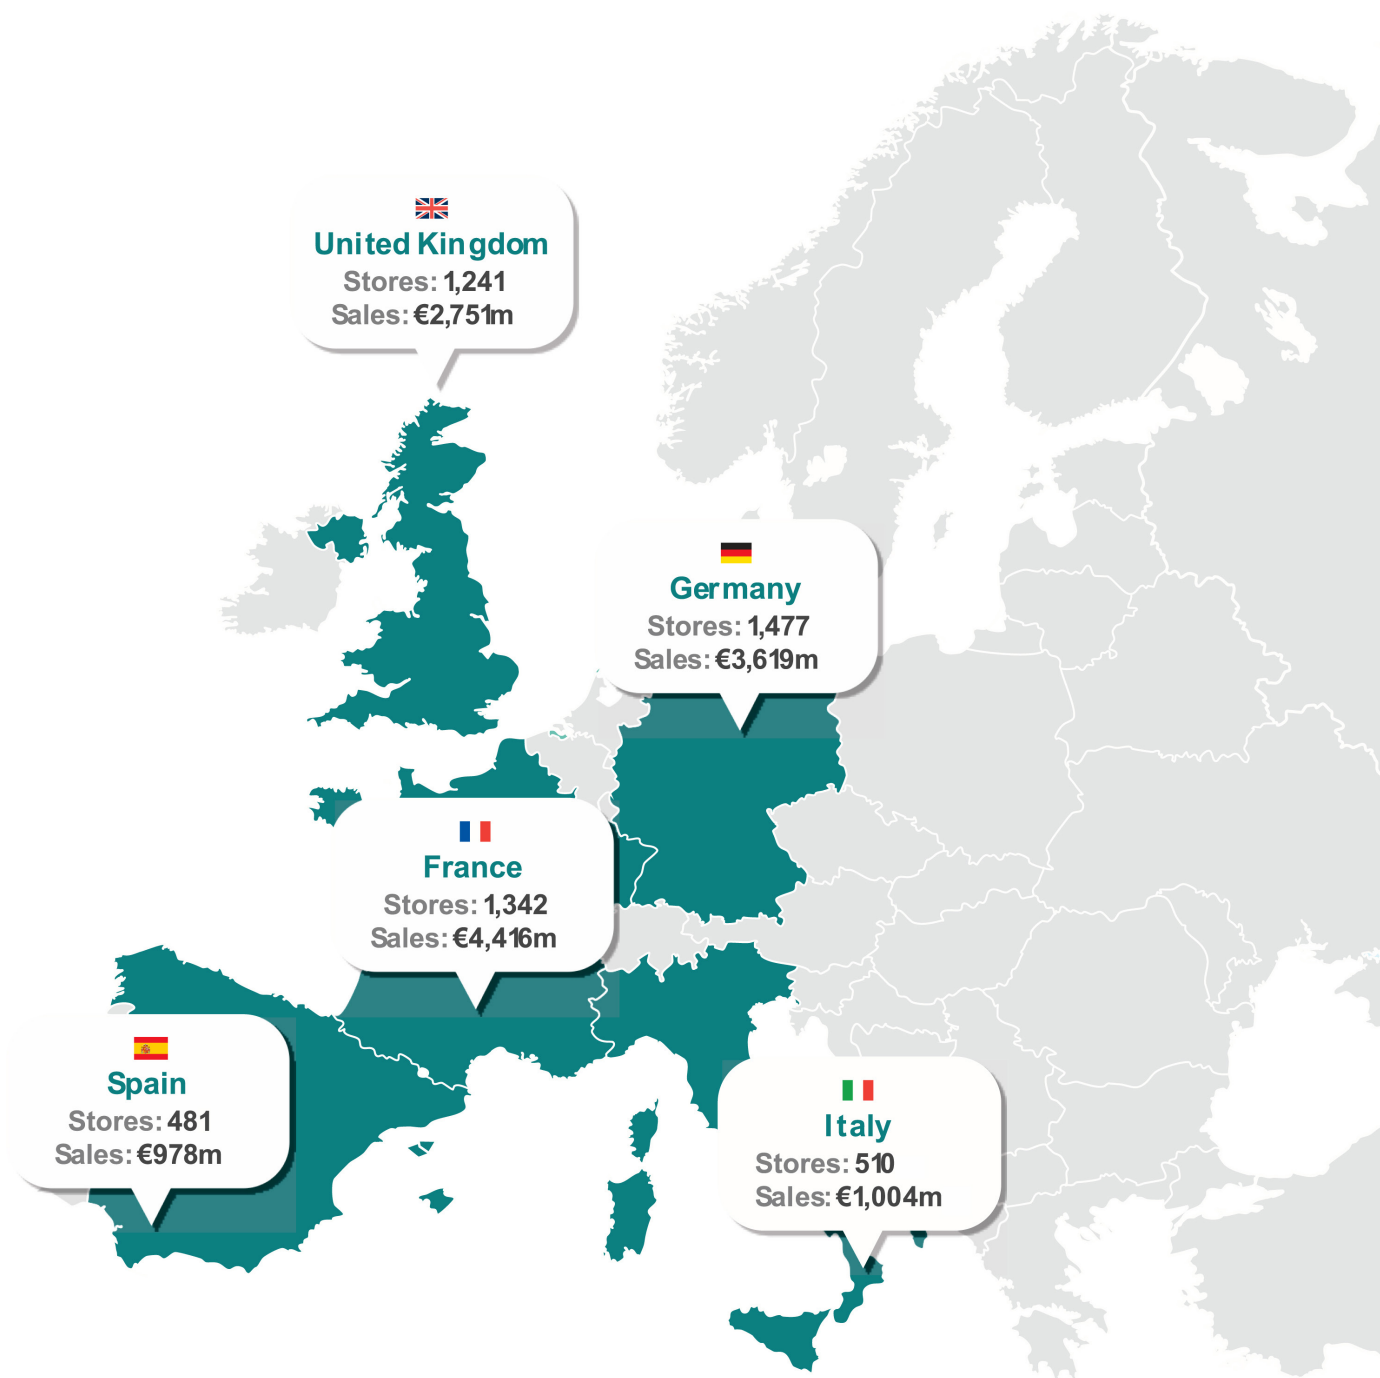 United Kingdom
Stores: 1,241
Sales: €2,751m
Germany
Stores: 1,477
Sales: €3,619m
France
Stores: 1,342
Sales: €4,416m
Spain
Stores: 481
Sales: €978m
Italy
Stores: 510
Sales: €1,004m